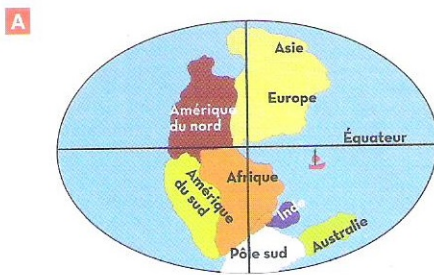 A
Asie
Europe
Amérique
du nord
Équateur
Afrique
Amérique
du sud
Inde
Australie
Pôle sud